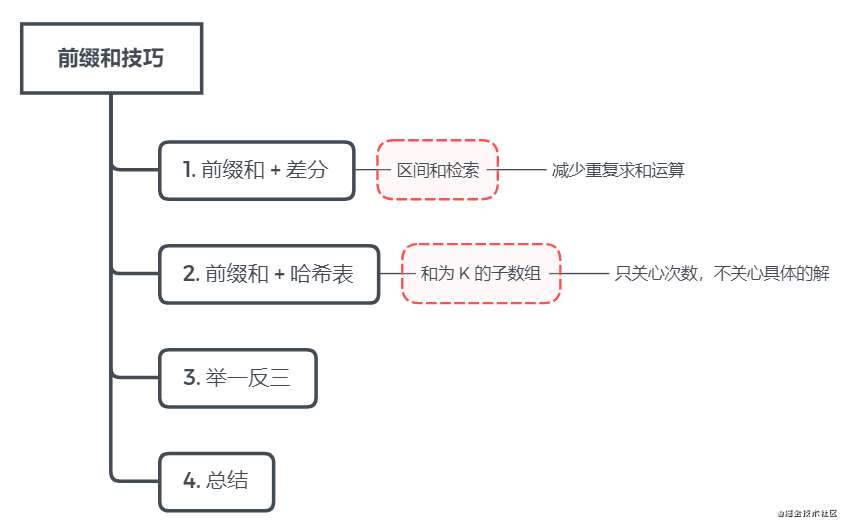 前缀和技巧
1. 前缀和 + 差分
区间和检索
减少重复求和运算
2. 前缀和 + 哈希表
和为 K 的子数组
只关心次数，不关心具体的解
3. 举一反三
4. 总结
@掘金技术社区